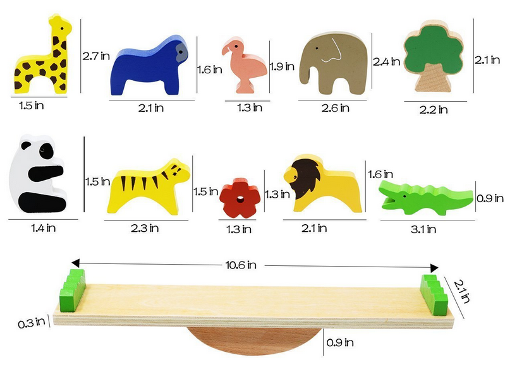 2.7 in
1.6 in
1.9 in
2.4 in
2.1 in
1.5 in
2.1 in
1.3 in
2.6 in
2.2 in
1.5 in
1.5 in
1.3 in
1.6 in
0.9 in
1.4 in
2.3 in
1.3 in
2.1 in
3.1 in
10.6 in
2.1 in
0.3 in
0.9 in